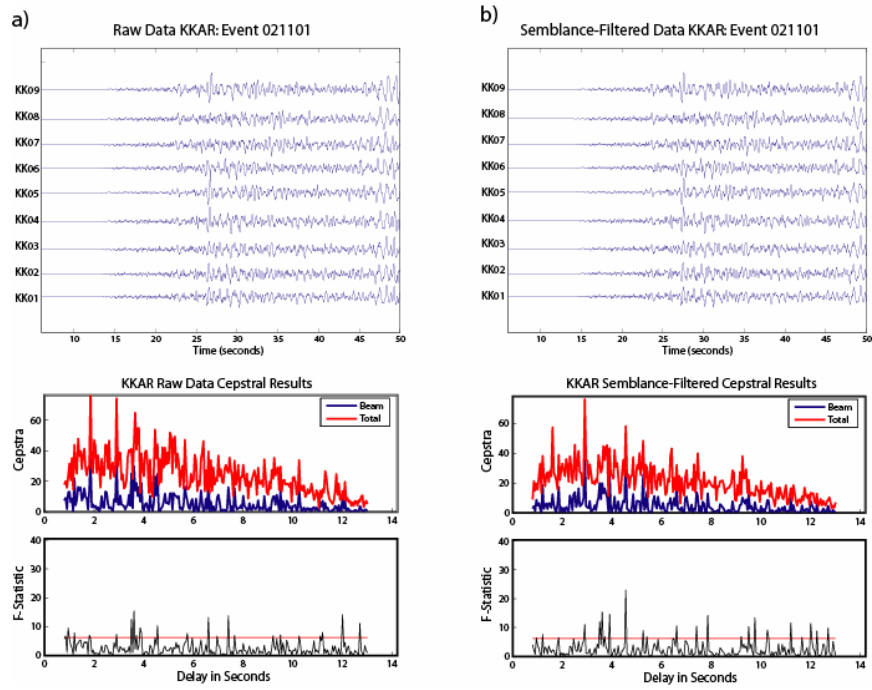 a)
Raw Data KKAR: Event 021101
KK09
KK08
KK07
KK06
KK05
KK04
KK03
KK02
KK01
10 15 20 25 30 35 40 45 50
Time (seconds)
KKAR Raw Data Cepstral Results
Beam
Total
Cepstra
60
40
20
0
2 4 6 8 10 12 14
F-Statistic
40
30
20
10
0
2 4 6 8 10 12 14
Delay in Seconds
b)
Semblance-Filtered Data KKAR: Event 021101
KK09
KK08
KK07
KK06
KK05
KK04
KK03
KK02
KK01
10 15 20 25 30 35 40 45 50
Time (seconds)
KKAR Semblance-Filtered Cepstral Results
Beam
Total
Cepstra
60
40
20
0
2 4 6 8 10 12 14
F-Statistic
40
30
20
10
0
2 4 6 8 10 12 14
Delay in Seconds